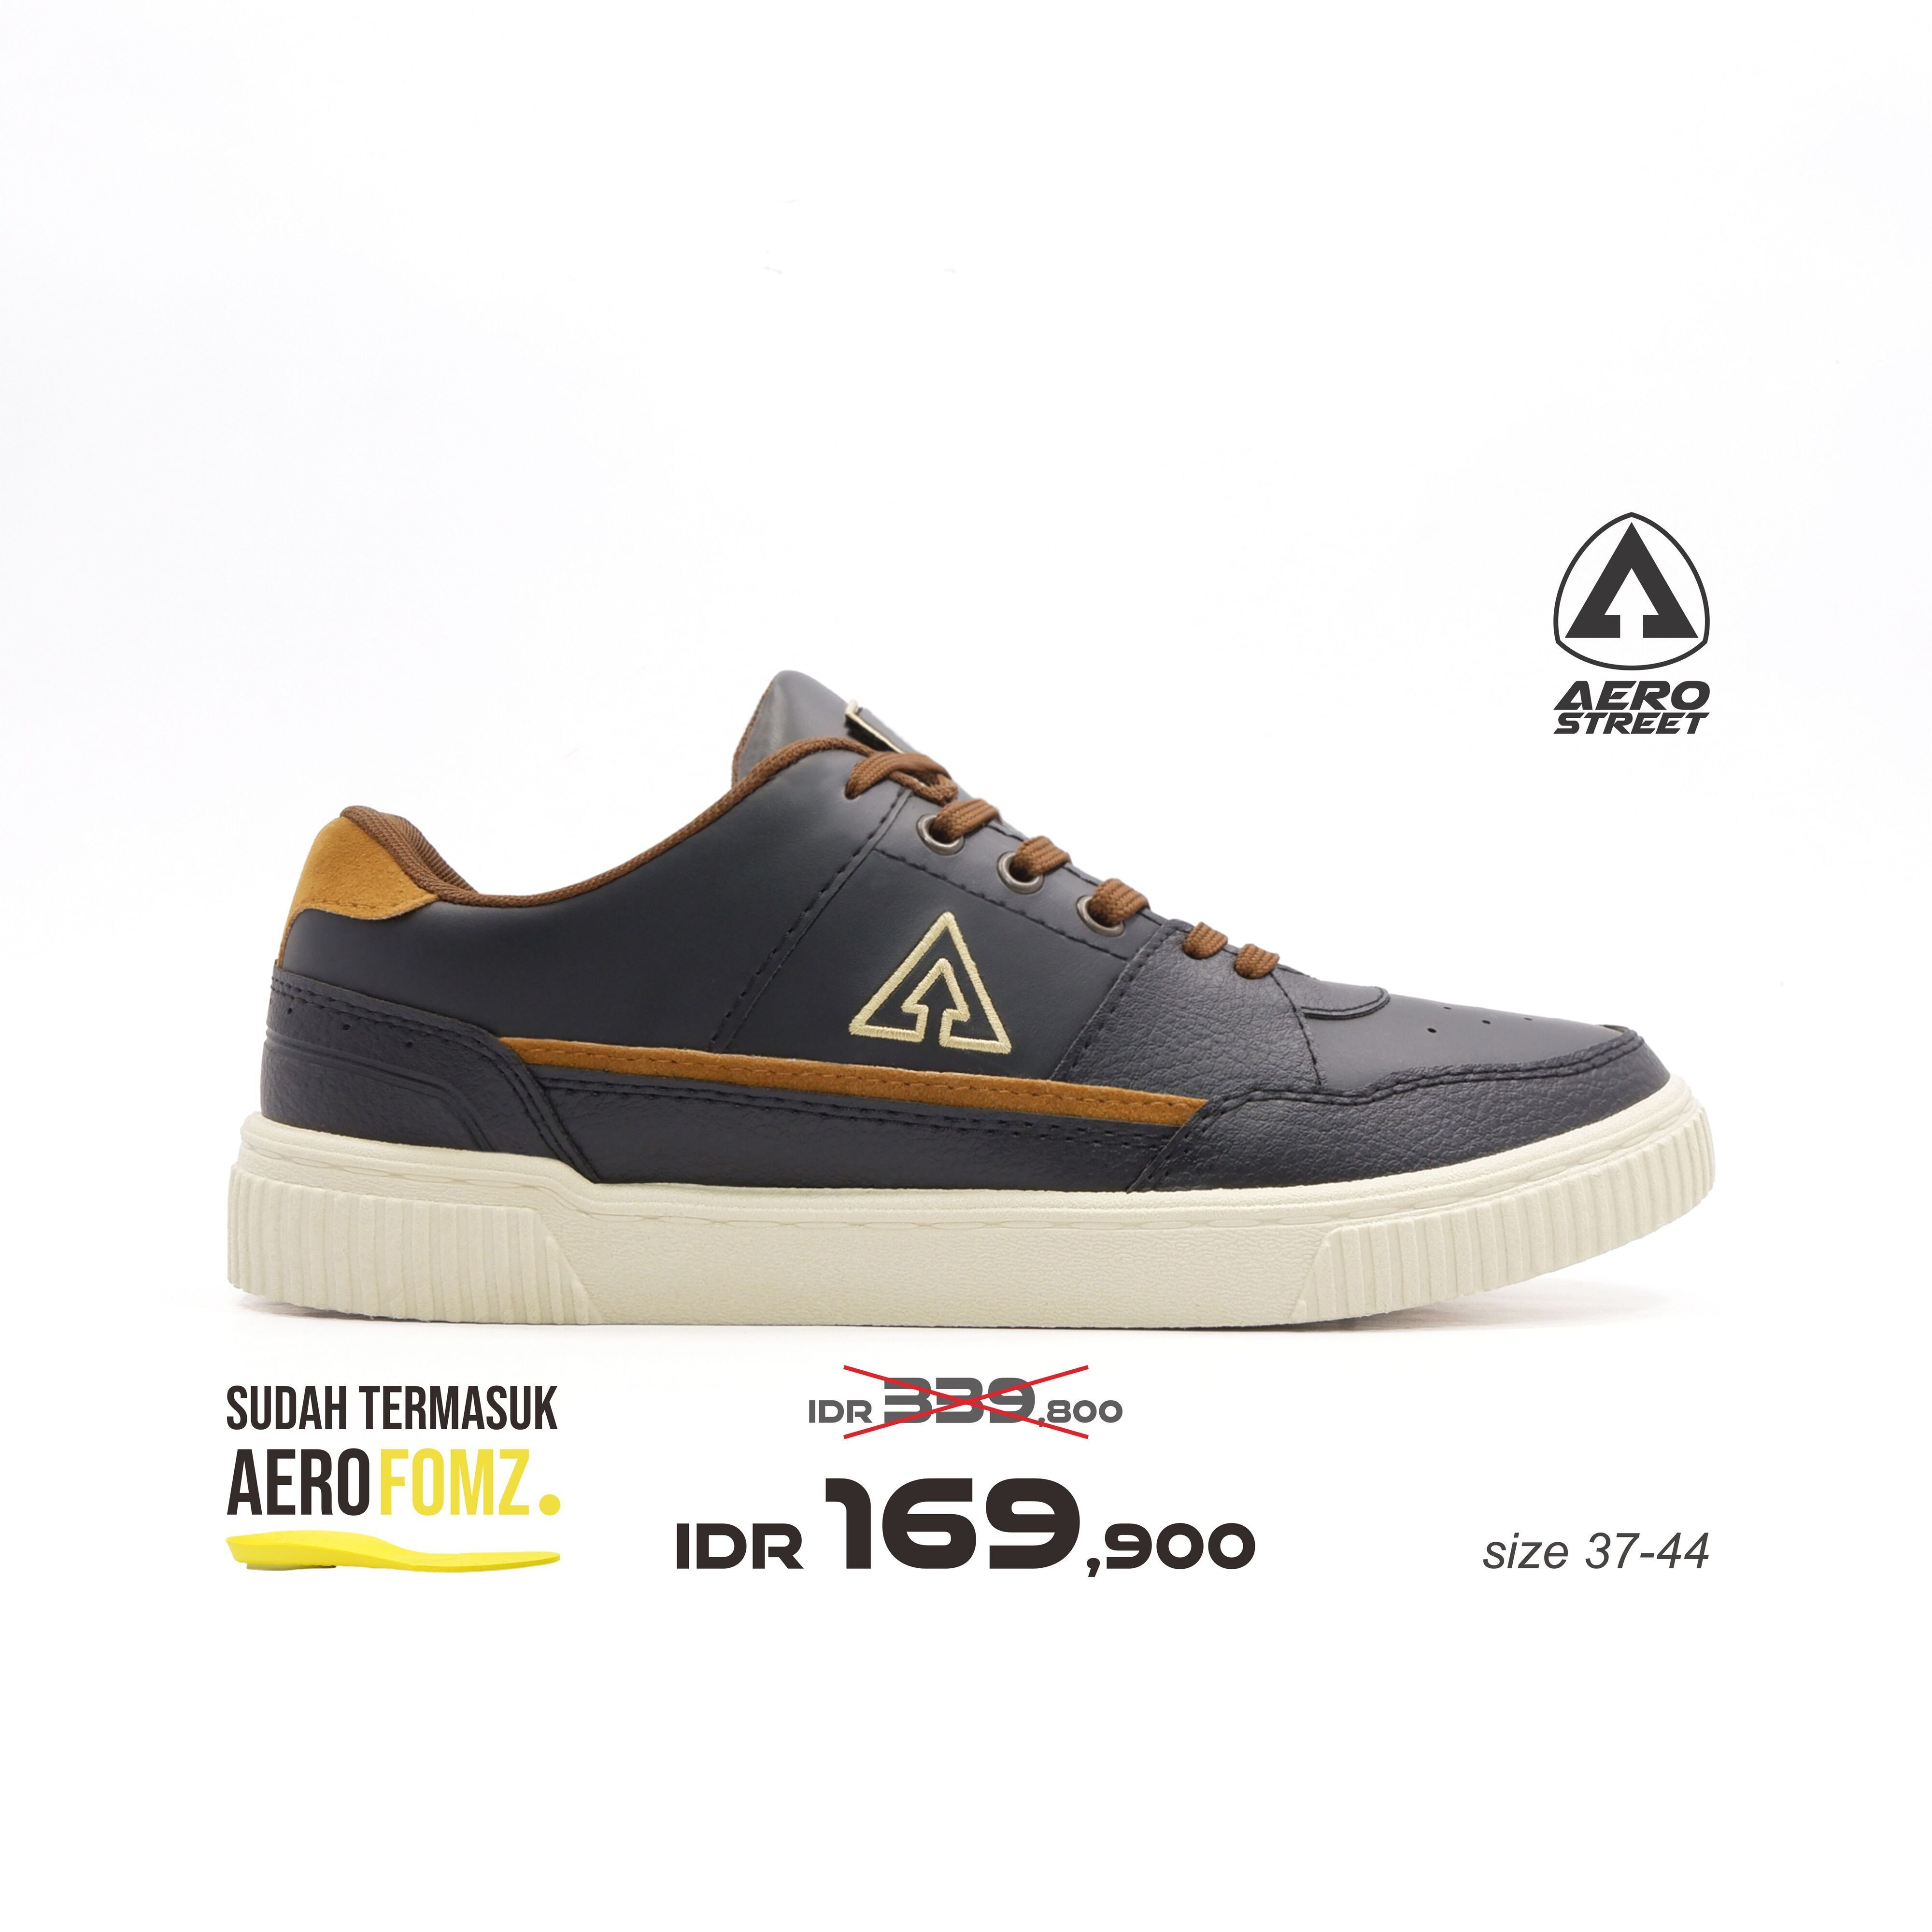 AERO
STREET
SUDAH TERMASUK
AEROFOMZ.
IDR 339,800
IDR 169,900
size 37-44